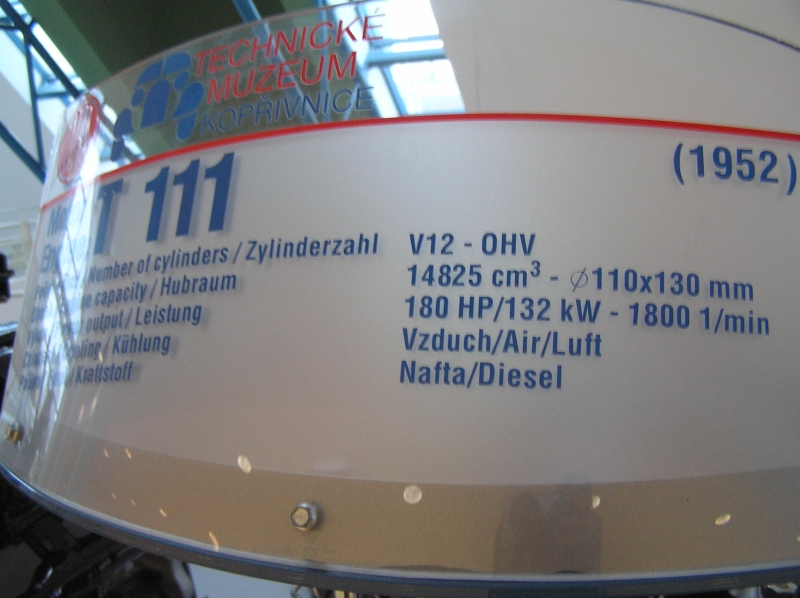 TECHNICKÉ
MUZEUM
KOPŘIVNICE
T 111
(1952)
Number of cylinders / Zylinderzahl V12 - OHV
capacity / Hubraum 14825 cm³ - ∅110x130 mm
output / Leistung 180 HP/132 kW - 1800 1/min
/ Kühlung Vzduch/Air/Luft
/ Kraftstoff Nafta/Diesel